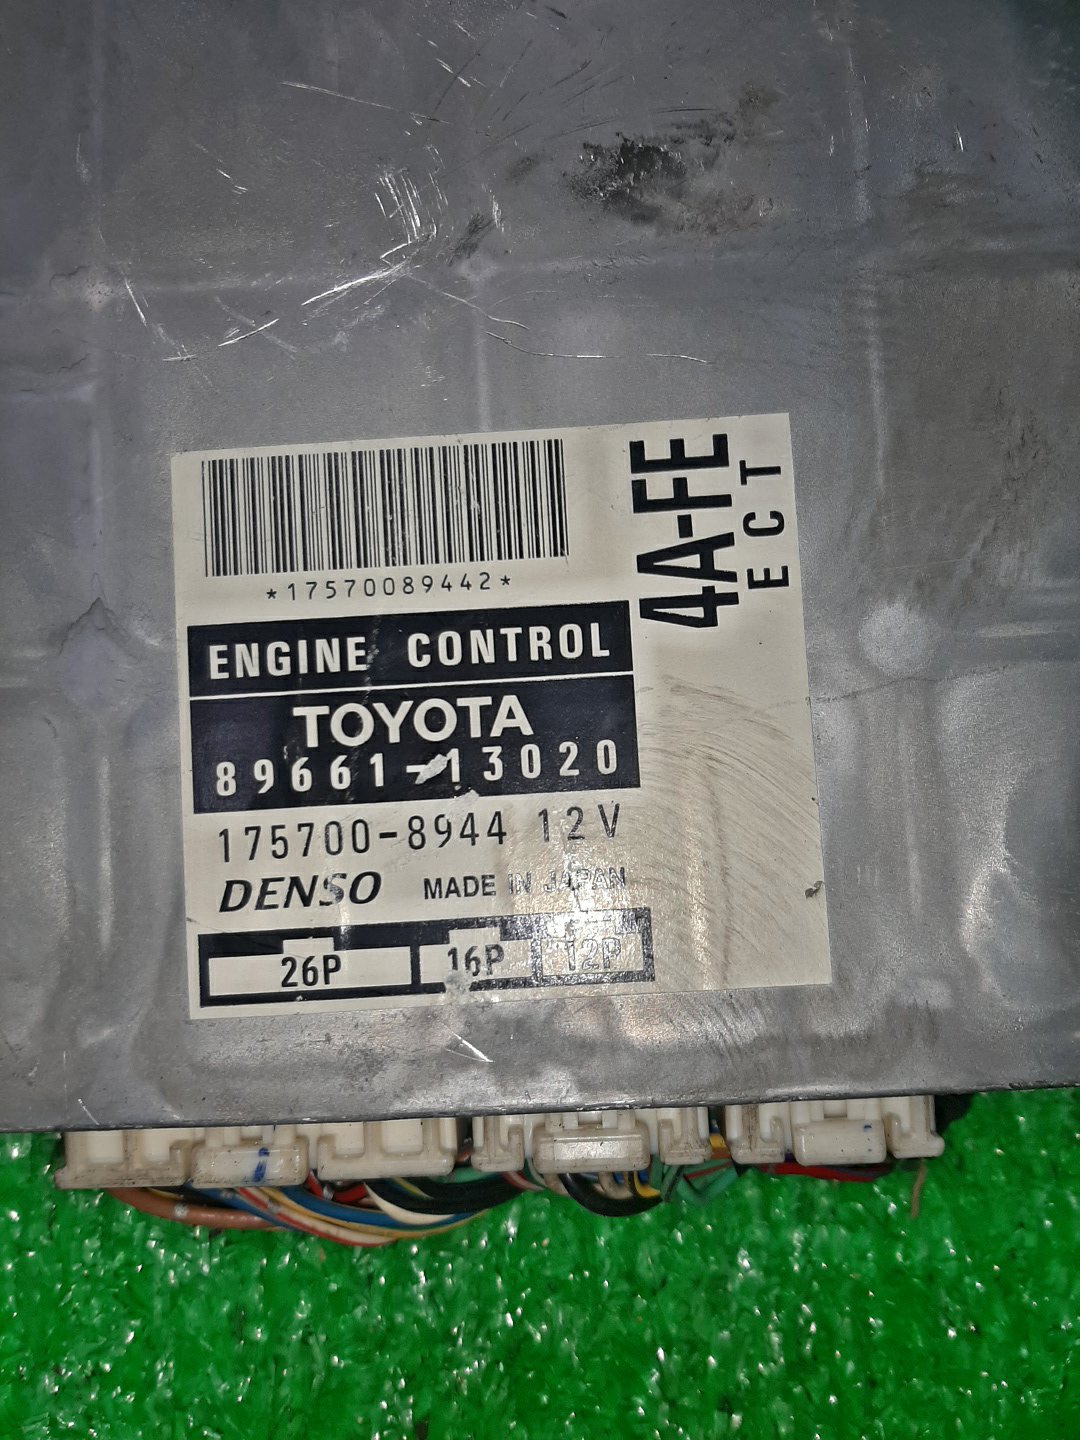 *17570089442*
4A-FE
ECT
ENGINE CONTROL
TOYOTA
89661-13020
175700-8944 12V
DENSO MADE IN JAPAN
26P 16P 12P